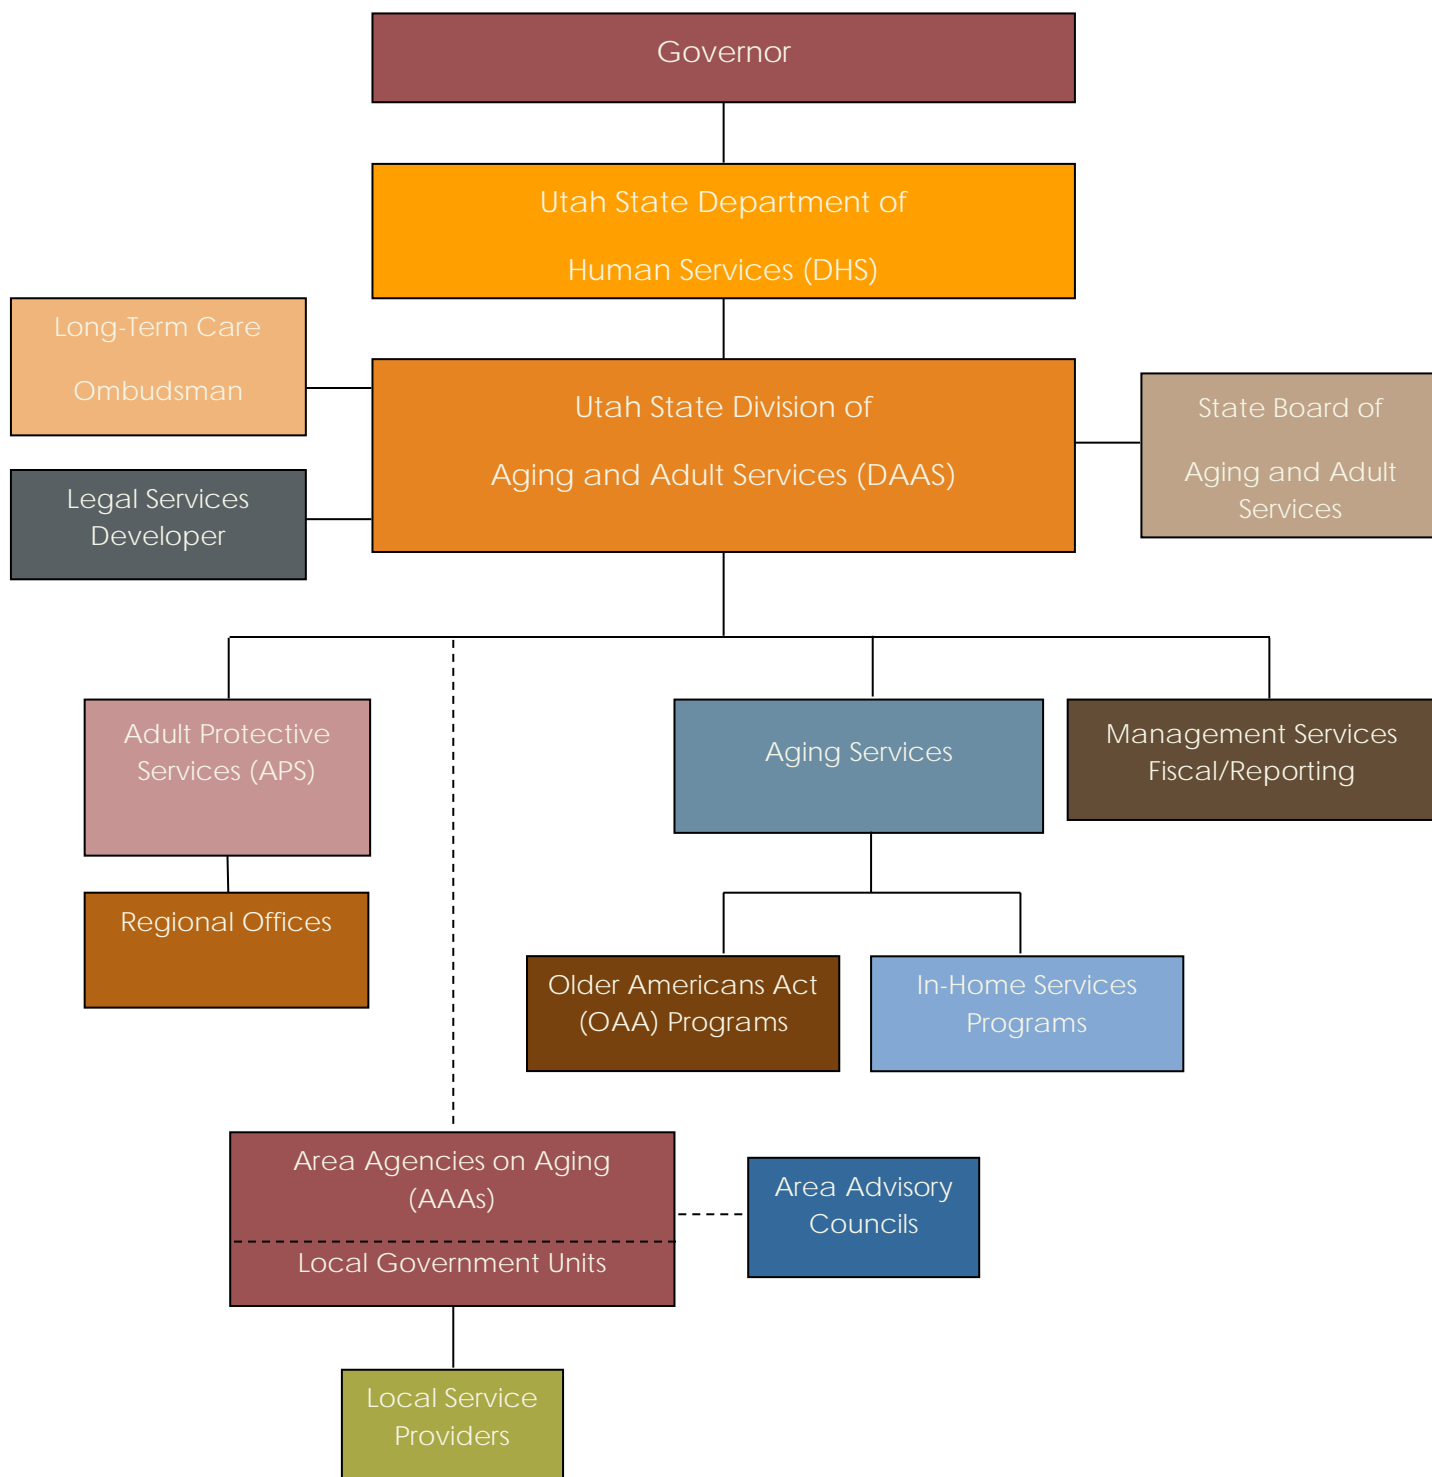 Governor
Utah State Department of
Human Services (DHS)
Long-Term Care
Ombudsman
Utah State Division of
Aging and Adult Services (DAAS)
State Board of
Aging and Adult
Services
Legal Services
Developer
Adult Protective
Services (APS)
Aging Services
Management Services
Fiscal/Reporting
Regional Offices
Older Americans Act
(OAA) Programs
In-Home Services
Programs
Area Agencies on Aging
(AAAs)
Local Government Units
Area Advisory
Councils
Local Service
Providers